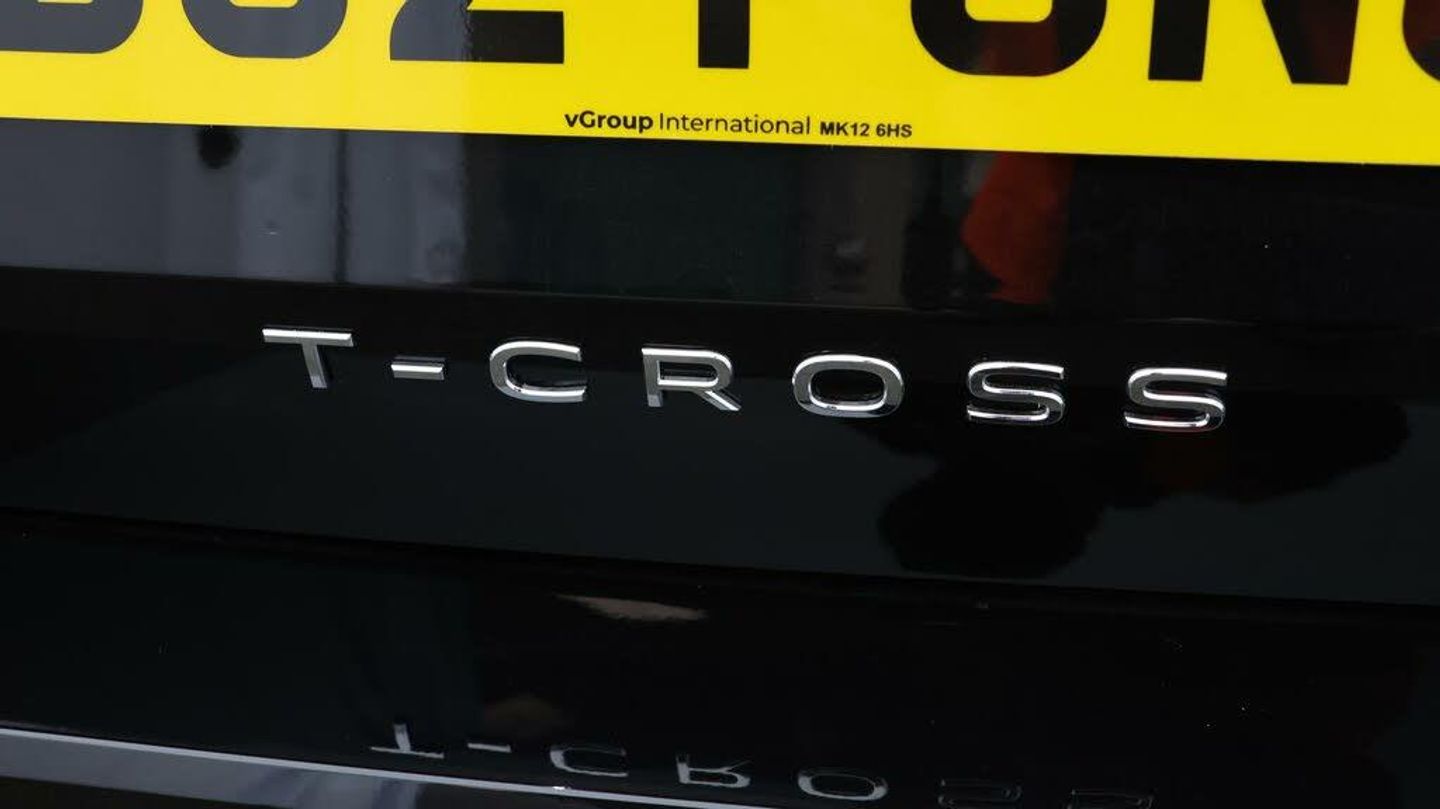 vGroup International MK12 6HS
T-CROSS